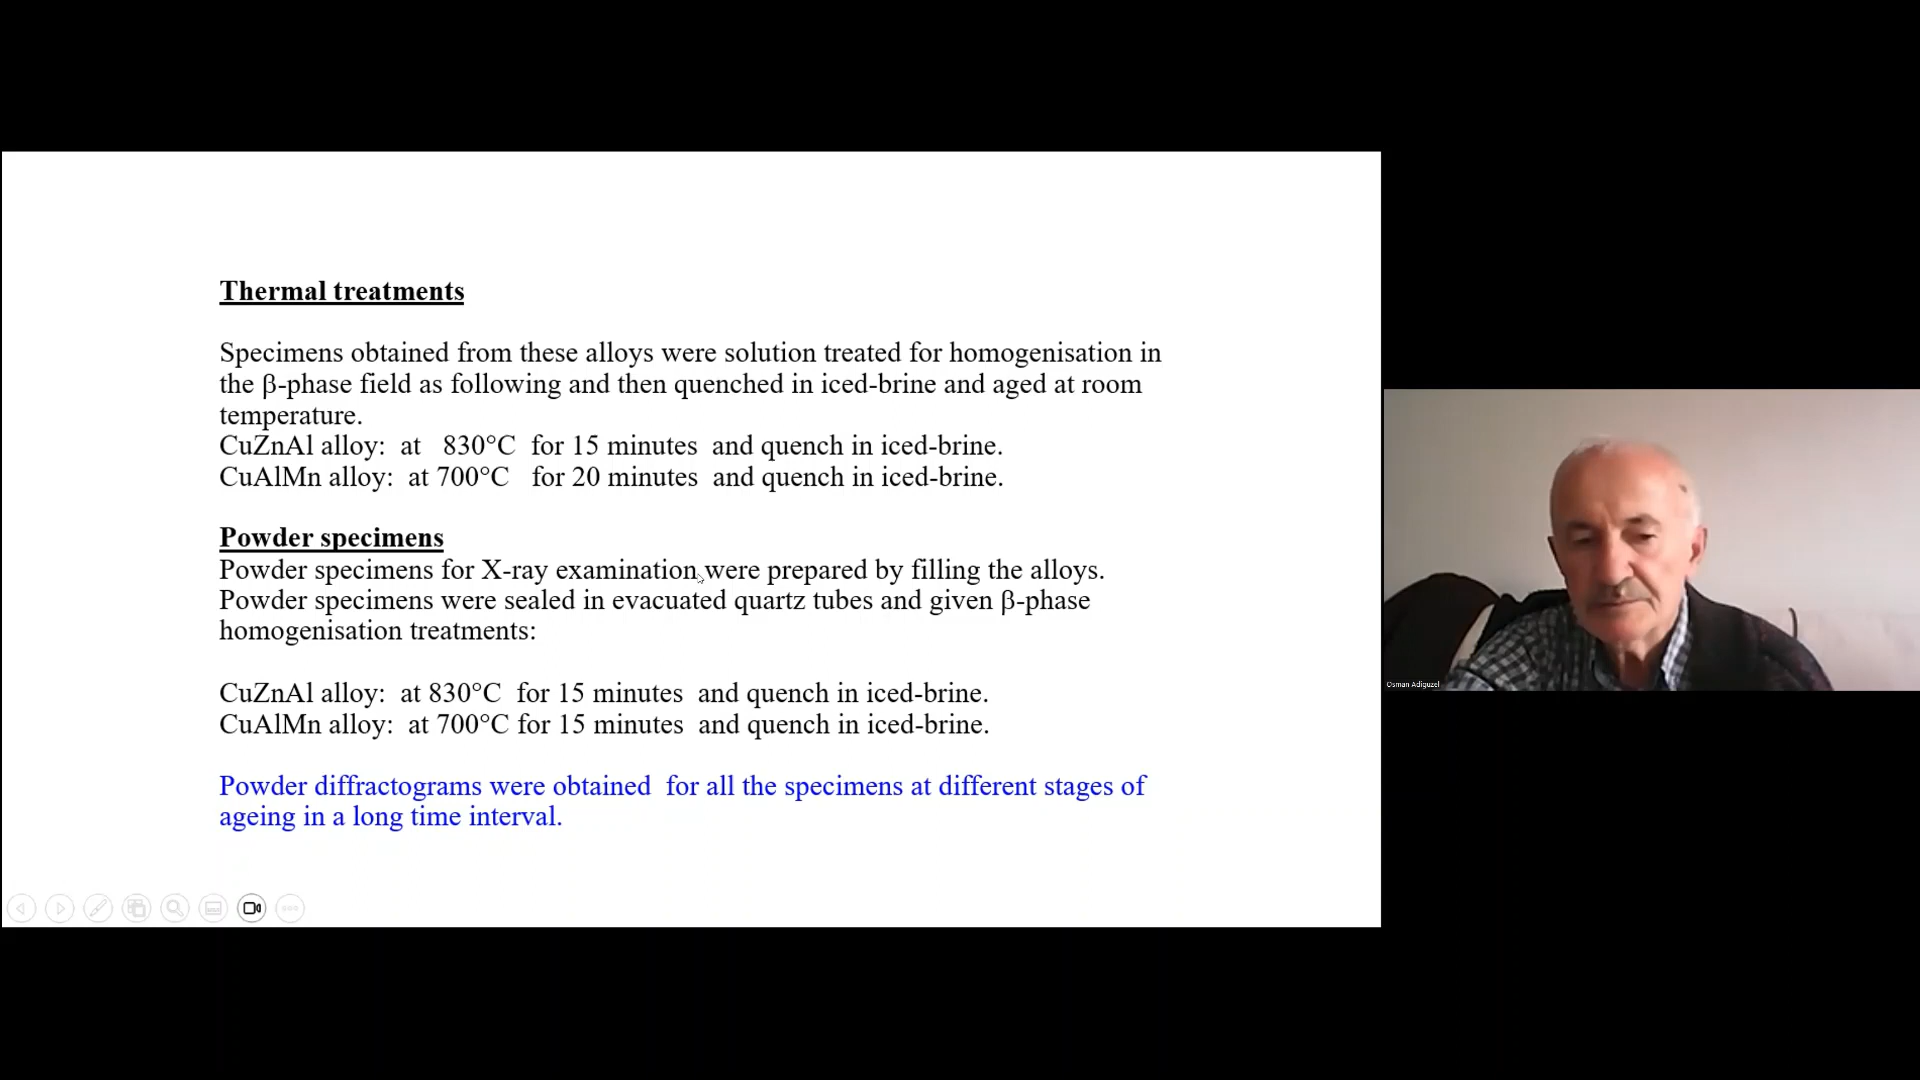 Thermal treatments
Specimens obtained from these alloys were solution treated for homogenisation in
the β-phase field as following and then quenched in iced-brine and aged at room
temperature.
CuZnAl alloy: at 830°C for 15 minutes and quench in iced-brine.
CuAlMn alloy: at 700°C for 20 minutes and quench in iced-brine.
Powder specimens
Powder specimens for X-ray examination were prepared by filling the alloys.
Powder specimens were sealed in evacuated quartz tubes and given β-phase
homogenisation treatments:
CuZnAl alloy: at 830°C for 15 minutes and quench in iced-brine.
CuAlMn alloy: at 700°C for 15 minutes and quench in iced-brine.
Powder diffractograms were obtained for all the specimens at different stages of
ageing in a long time interval.
Osman Adiguzel